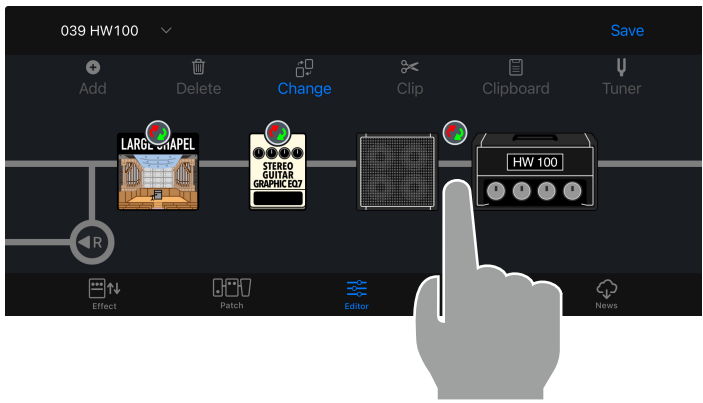 039 HW100
Save
Add
Delete
Change
Clip
Clipboard
Tuner
LARGE CHAPEL
STEREO
GUITAR
GRAPHIC EQ7
HW 100
R
Effect
Patch
Editor
News